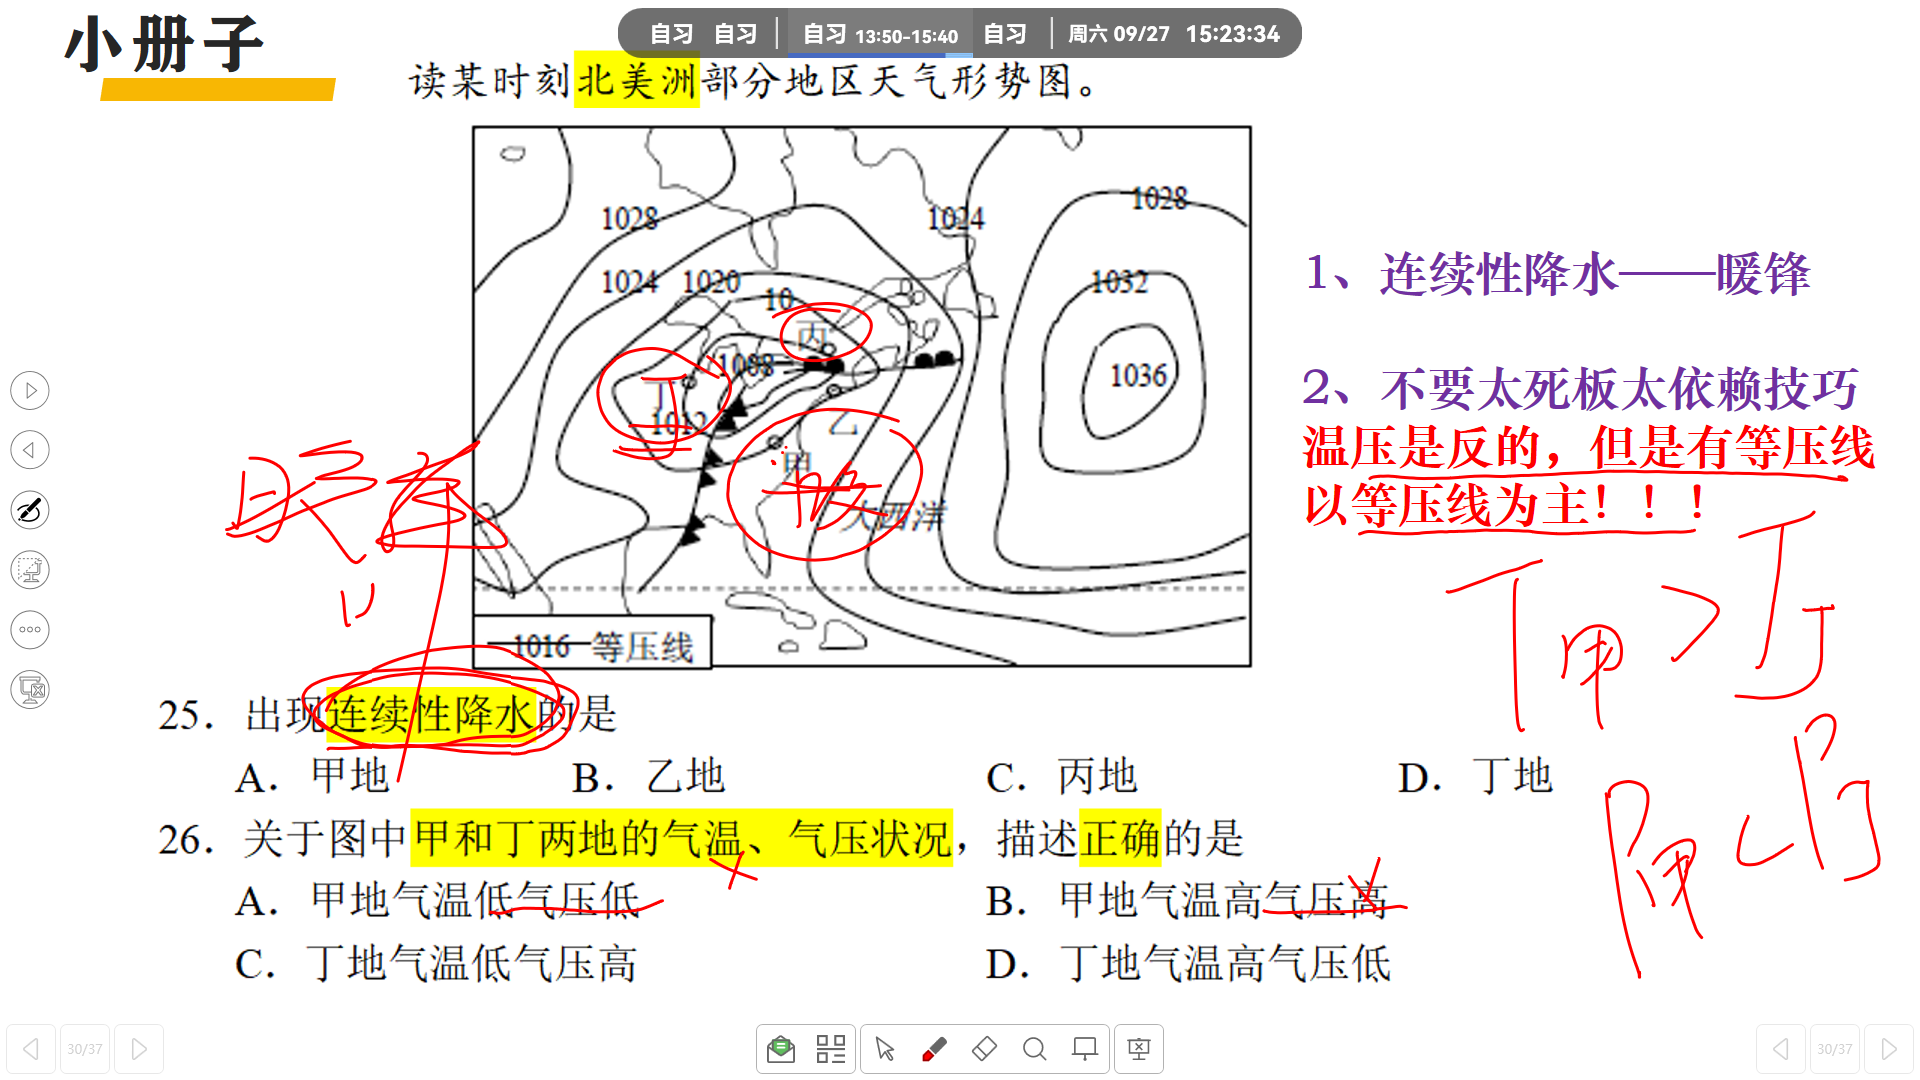 小册子
自习 自习 自习 13:50-15:40 自习 周六 09/27 15:23:34
读某时刻北美洲部分地区天气形势图。
1028
1024
1028
1024 1020 10
1032
丙
1008
1036
丁
1012
乙
甲
大西洋
1016 等压线
1、连续性降水——暖锋
2、不要太死板太依赖技巧
温压是反的，但是有等压线
以等压线为主！！！
T甲>T丁
P甲<P丁
25．出现连续性降水的是
A．甲地 B．乙地 C．丙地 D．丁地
26．关于图中甲和丁两地的气温、气压状况，描述正确的是
A．甲地气温低气压低 B．甲地气温高气压高
C．丁地气温低气压高 D．丁地气温高气压低
30/37 30/37